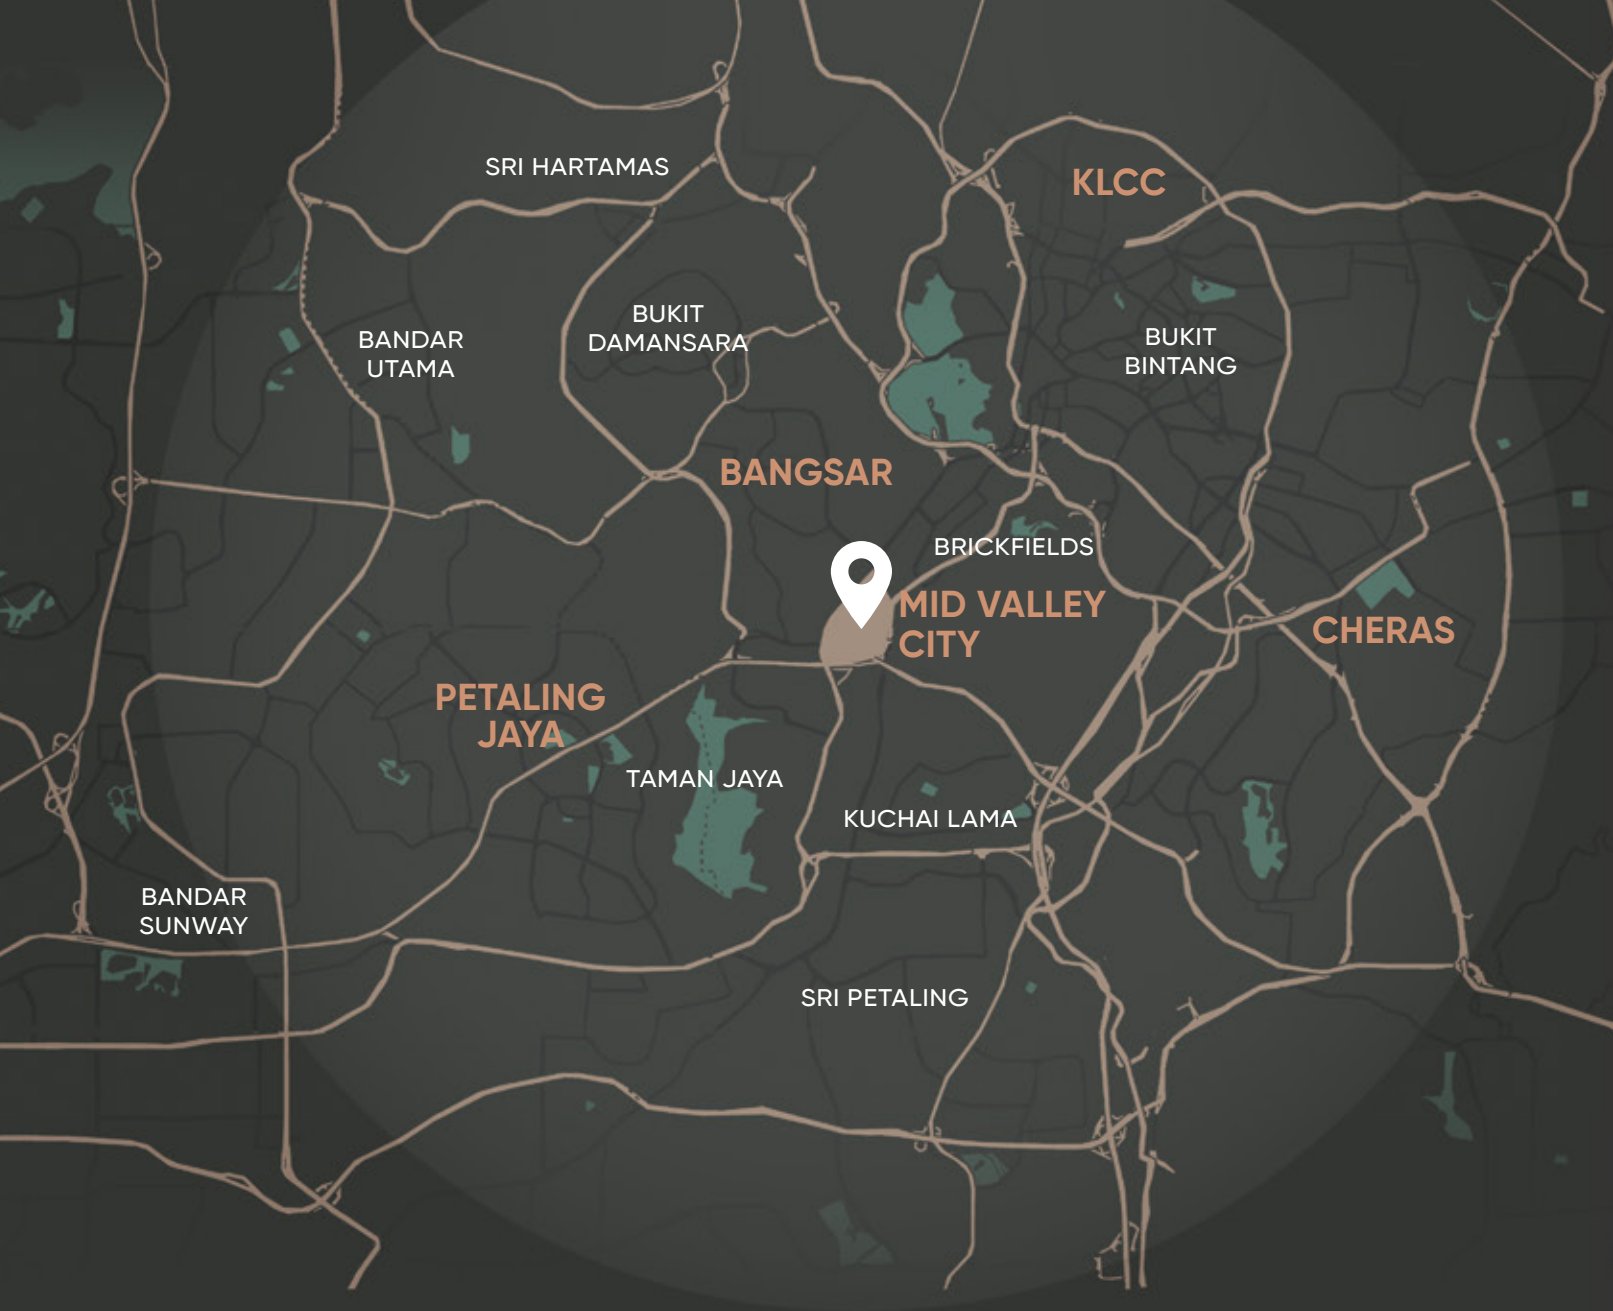 SRI HARTAMAS
KLCC
BUKIT
DAMANSARA
BANDAR
UTAMA
BUKIT
BINTANG
BANGSAR
BRICKFIELDS
MID VALLEY
CITY
CHERAS
PETALING
JAYA
TAMAN JAYA
KUCHAI LAMA
BANDAR
SUNWAY
SRI PETALING